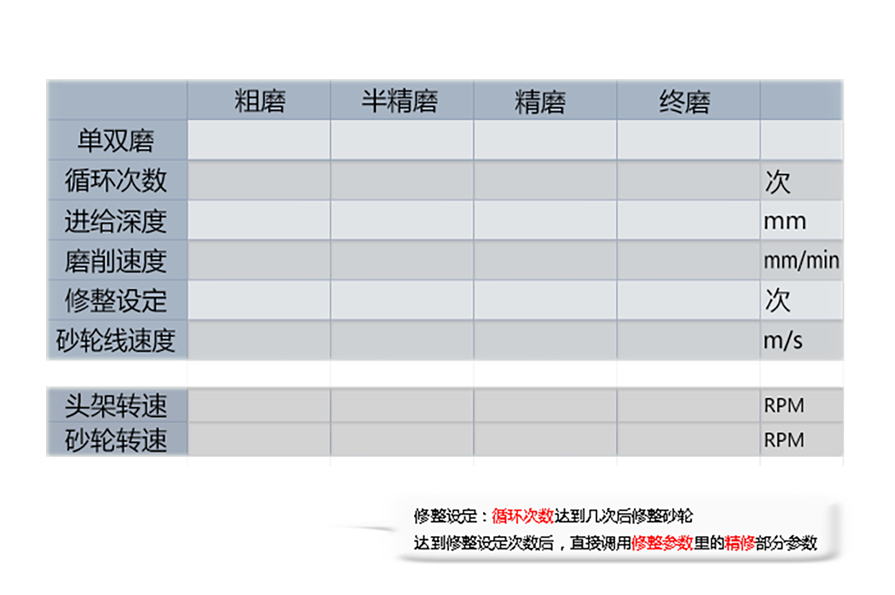 粗磨 半精磨 精磨 终磨
单双磨
循环次数 次
进给深度 mm
磨削速度 mm/min
修整设定 次
砂轮线速度 m/s
头架转速 RPM
砂轮转速 RPM
修整设定：循环次数达到几次后修整砂轮
达到修整设定次数后，直接调用修整参数里的精修部分参数